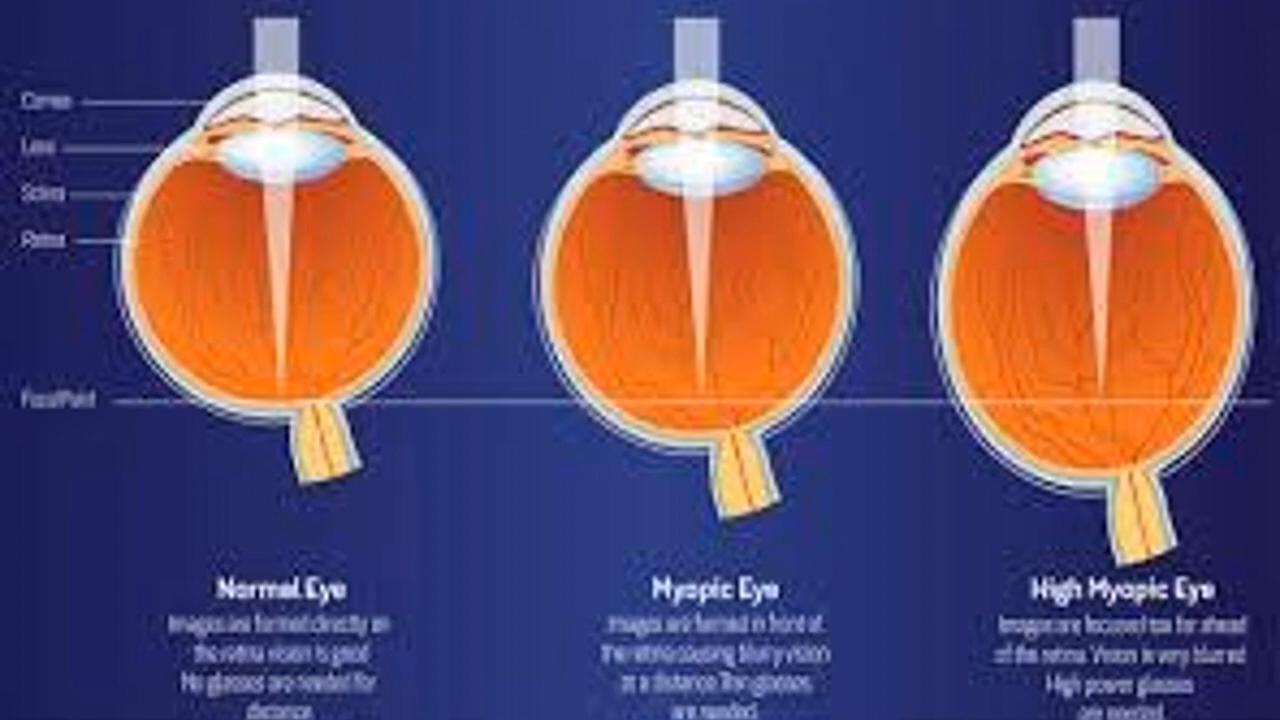 Cornea
Lens
Sclera
Retina
Focal Point
Normal Eye
Images are formed directly on
the retina vision is good
No glasses are needed for
distance
Myopic Eye
Images are formed in front of
the retina causing blurry vision
at a distance. Thin glasses
are needed
High Myopic Eye
Images are focused too far ahead
of the retina. Vision is very blurred
High power glasses
are needed